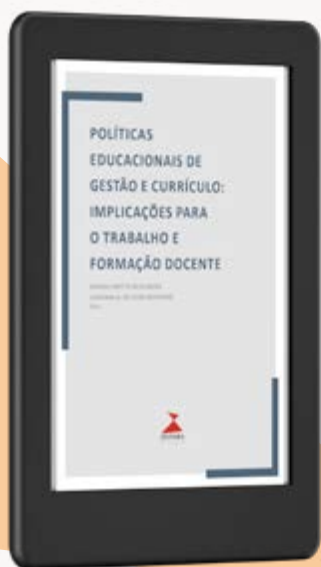 POLÍTICAS
EDUCACIONAIS DE
GESTÃO E CURRÍCULO:
IMPLICAÇÕES PARA
O TRABALHO E
FORMAÇÃO DOCENTE